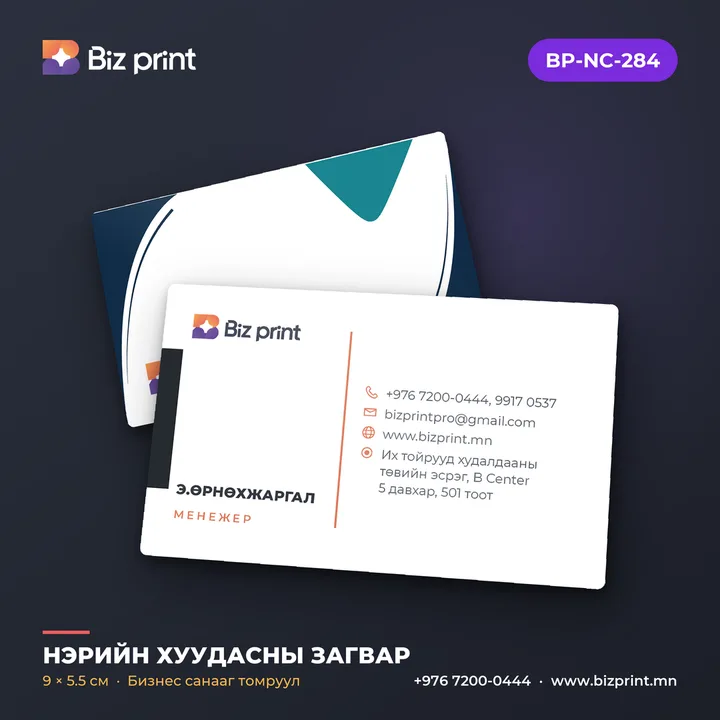 Biz print
BP-NC-284
Biz print
+976 7200-0444, 9917 0537
bizprintpro@gmail.com
www.bizprint.mn
Их тойрууд худалдааны
төвийн эсрэг, B Center
5 давхар, 501 тоот
Э.ӨРНӨХЖАРГАЛ
МЕНЕЖЕР
НЭРИЙН ХУУДАСНЫ ЗАГВАР
9 × 5.5 см · Бизнес санааг томруул
+976 7200-0444 · www.bizprint.mn